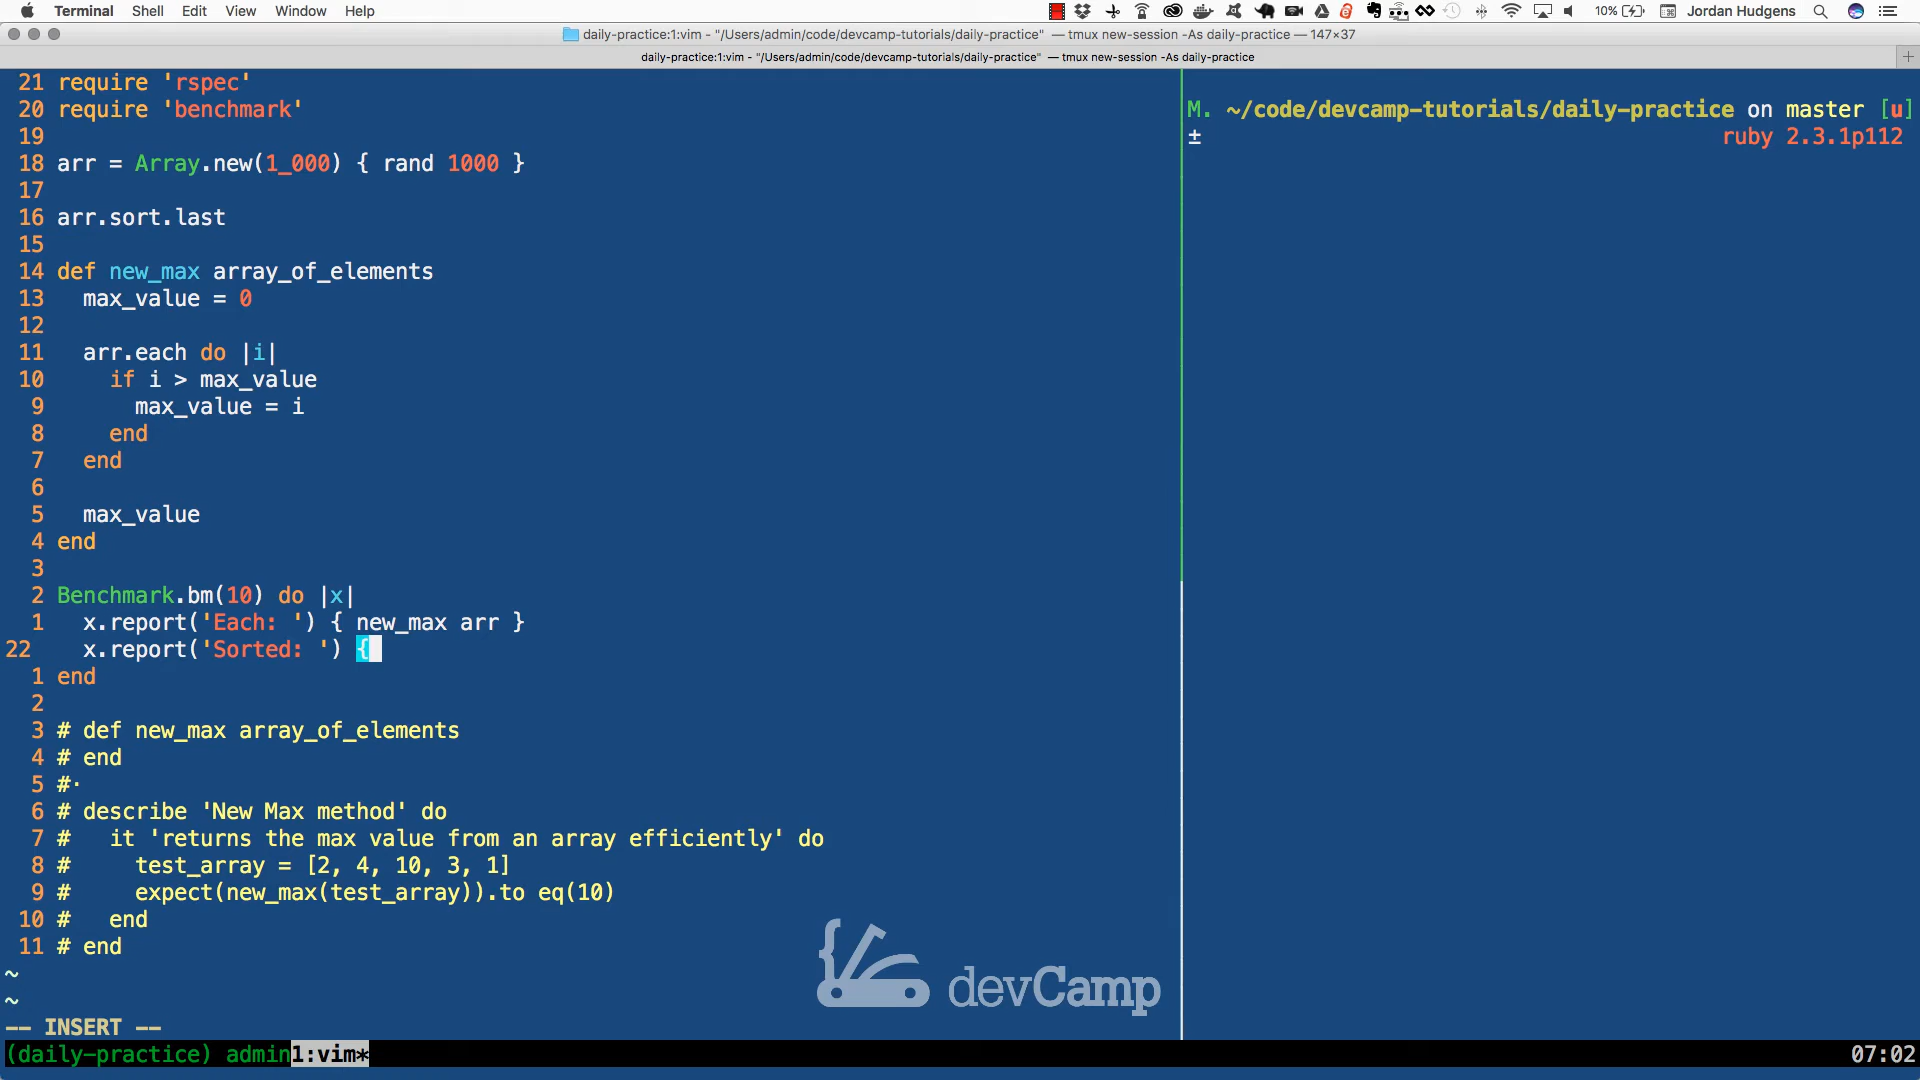 Terminal Shell Edit View Window Help 10% Jordan Hudgens
daily-practice:1:vim - "/Users/admin/code/devcamp-tutorials/daily-practice" — tmux new-session -As daily-practice — 147×37
daily-practice:1:vim - "/Users/admin/code/devcamp-tutorials/daily-practice" — tmux new-session -As daily-practice
21 require 'rspec'
20 require 'benchmark'
19
18 arr = Array.new(1_000) { rand 1000 }
17
16 arr.sort.last
15
14 def new_max array_of_elements
13   max_value = 0
12
11   arr.each do |i|
10     if i > max_value
9       max_value = i
8     end
7   end
6
5   max_value
4 end
3
2 Benchmark.bm(10) do |x|
1   x.report('Each: ') { new_max arr }
22   x.report('Sorted: ') {
1 end
2
3 # def new_max array_of_elements
4 # end
5 #·
6 # describe 'New Max method' do
7 #   it 'returns the max value from an array efficiently' do
8 #     test_array = [2, 4, 10, 3, 1]
9 #     expect(new_max(test_array)).to eq(10)
10 #   end
11 # end
~
~
-- INSERT --
(daily-practice) admin1:vim* 07:02
M. ~/code/devcamp-tutorials/daily-practice on master [u]
± ruby 2.3.1p112
devCamp